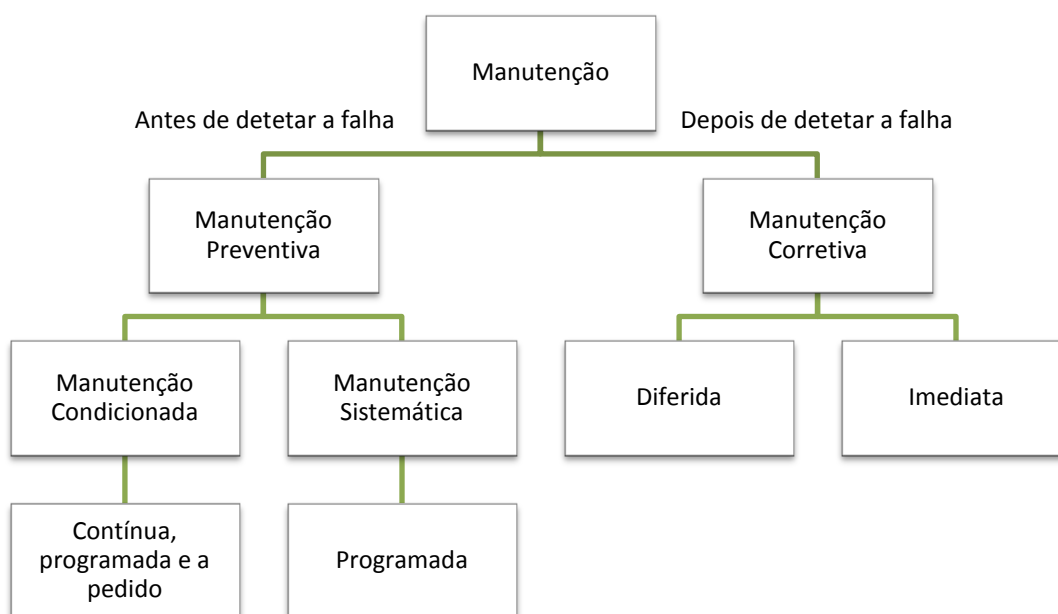 Manutenção
Antes de detetar a falha
Depois de detetar a falha
Manutenção
Preventiva
Manutenção
Corretiva
Manutenção
Condicionada
Manutenção
Sistemática
Diferida
Imediata
Contínua,
programada e a
pedido
Programada